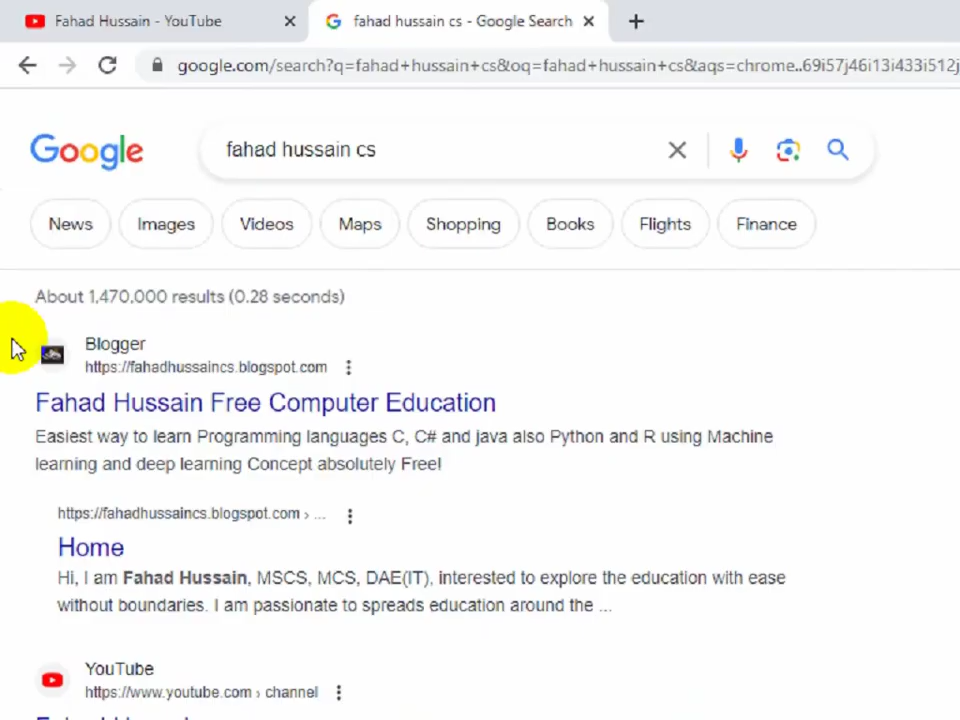 Fahad Hussain - YouTube
fahad hussain cs - Google Search
google.com/search?q=fahad+hussain+cs&oq=fahad+hussain+cs&aqs=chrome..69i57j46i13i433i512j
Google
fahad hussain cs
News
Images
Videos
Maps
Shopping
Books
Flights
Finance
About 1,470,000 results (0.28 seconds)
Blogger
https://fahadhussaincs.blogspot.com
Fahad Hussain Free Computer Education
Easiest way to learn Programming languages C, C# and java also Python and R using Machine
learning and deep learning Concept absolutely Free!
https://fahadhussaincs.blogspot.com › ...
Home
Hi, I am Fahad Hussain, MSCS, MCS, DAE(IT), interested to explore the education with ease
without boundaries. I am passionate to spreads education around the ...
YouTube
https://www.youtube.com › channel